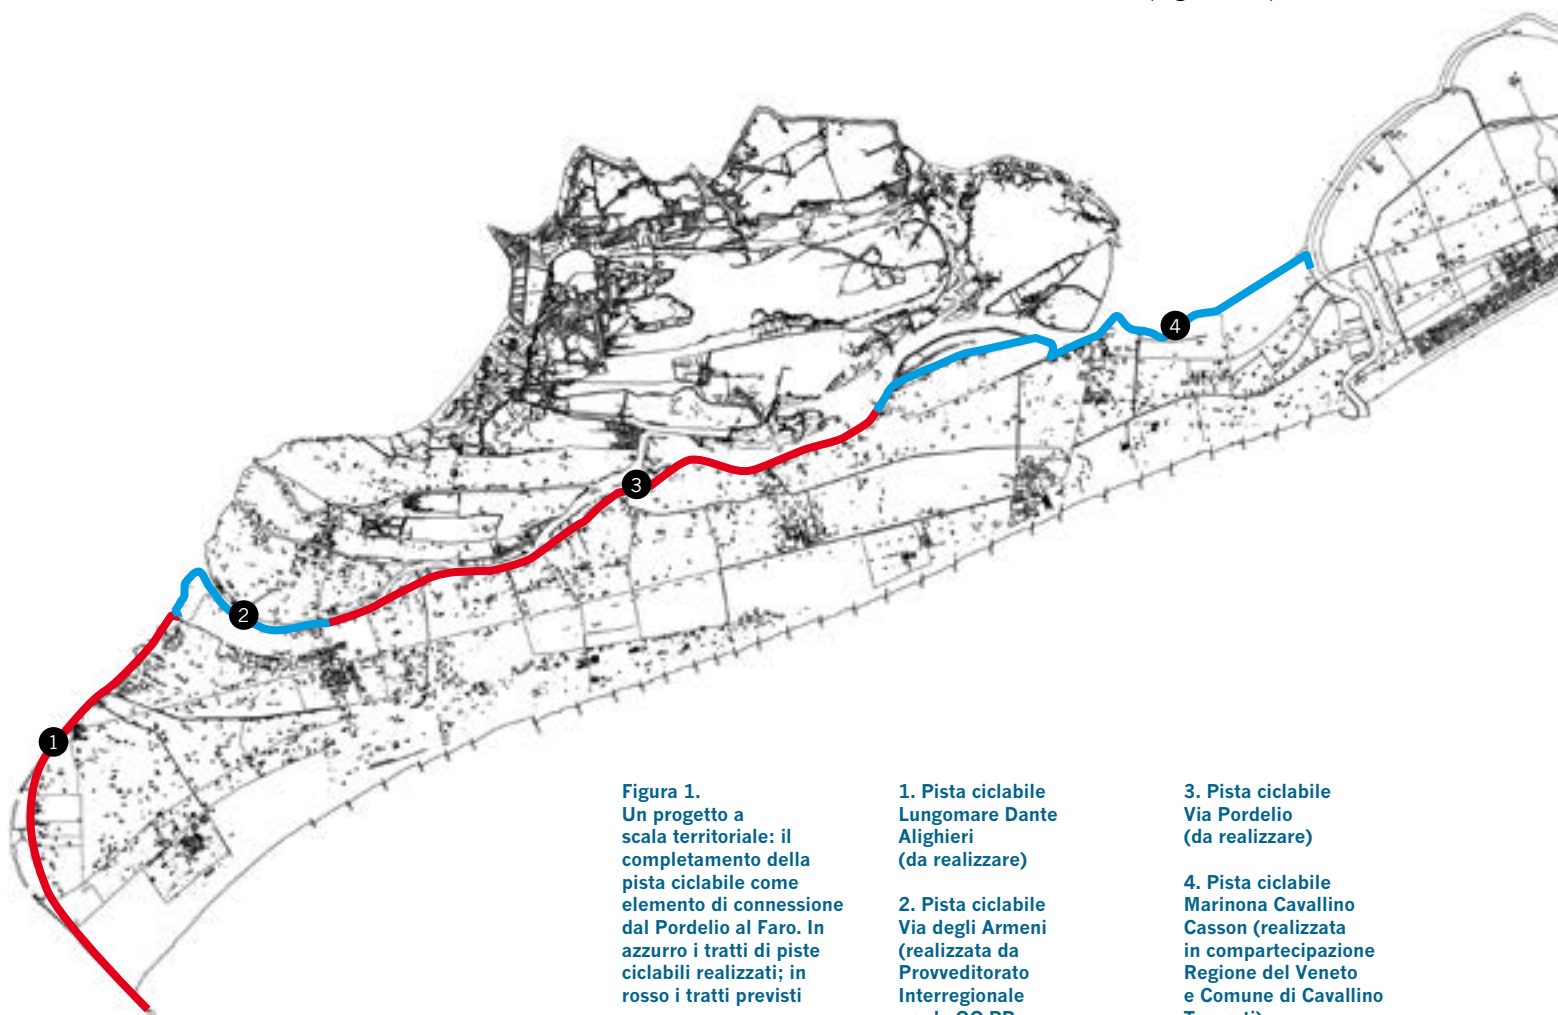 4
3
2
1
Figura 1.
Un progetto a
scala territoriale: il
completamento della
pista ciclabile come
elemento di connessione
dal Pordelio al Faro. In
azzurro i tratti di piste
ciclabili realizzati; in
rosso i tratti previsti
1. Pista ciclabile
Lungomare Dante
Alighieri
(da realizzare)
2. Pista ciclabile
Via degli Armeni
(realizzata da
Provveditorato
Interregionale
OO.PP.
3. Pista ciclabile
Via Pordelio
(da realizzare)
4. Pista ciclabile
Marinona Cavallino
Casson (realizzata
in compartecipazione
Regione del Veneto
e Comune di Cavallino